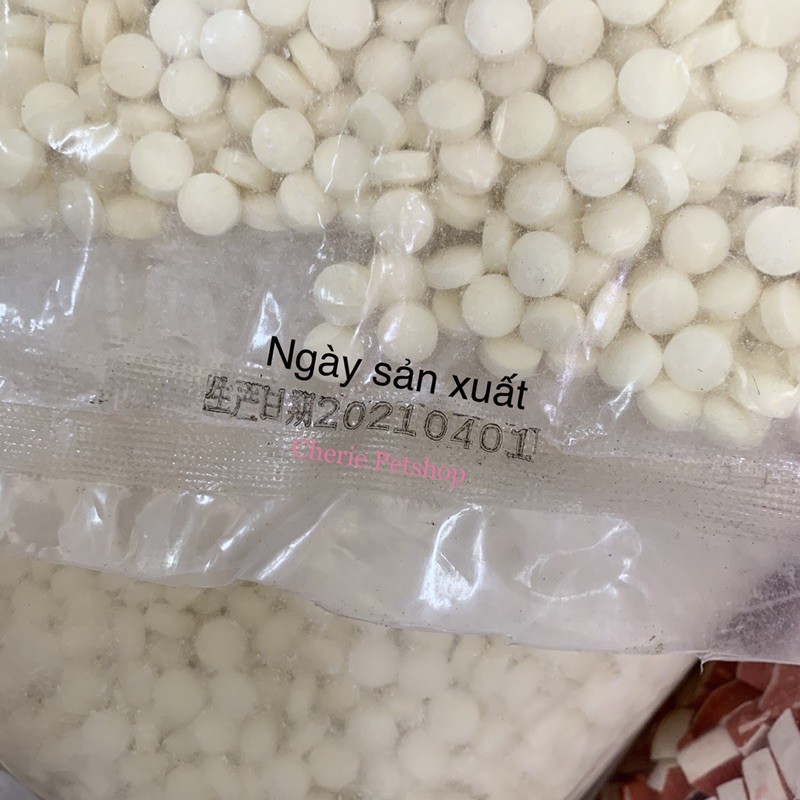 Ngày sản xuất
生产日期20210401
Cherie Petshop